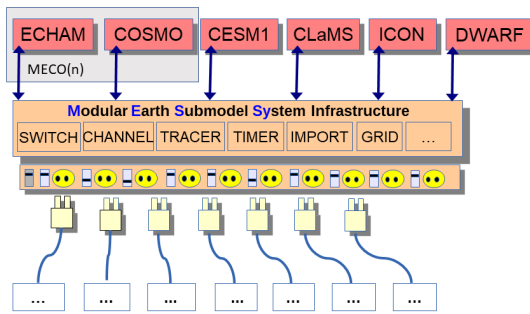 ECHAM COSMO CESM1 CLaMS ICON DWARF
MECO(n)
Modular Earth Submodel System Infrastructure
SWITCH CHANNEL TRACER TIMER IMPORT GRID ...
... ... ... ... ... ... ...